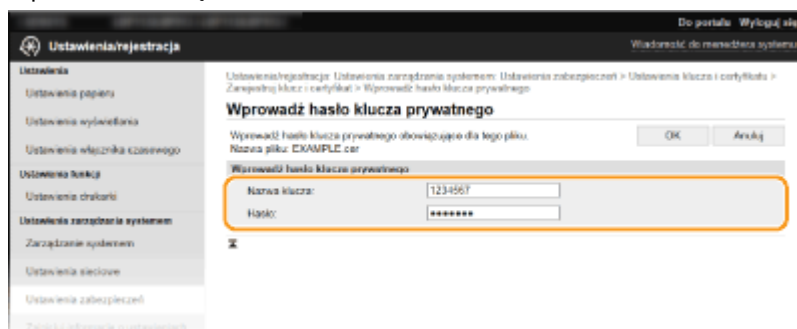 Do portalu Wyloguj się
Ustawienia/rejestracja
Wiadomość do menedżera systemu
Ustawienia
Ustawienia papieru
Ustawienia wyświetlania
Ustawienia włącznika czasowego
Ustawienia funkcji
Ustawienia drukarki
Ustawienia zarządzania systemem
Zarządzanie systemem
Ustawienia sieciowe
Ustawienia zabezpieczeń
Ustawienia/rejestracja: Ustawienia zarządzania systemem: Ustawienia zabezpieczeń > Ustawienia klucza i certyfikatu >
Zarejestruj klucz i certyfikat > Wprowadź hasło klucza prywatnego
Wprowadź hasło klucza prywatnego
Wprowadź hasło klucza prywatnego obowiązujące dla tego pliku.
Nazwa pliku: EXAMPLE.cer
OK Anuluj
Wprowadź hasło klucza prywatnego
Nazwa klucza: 1234567
Hasło: •••••••